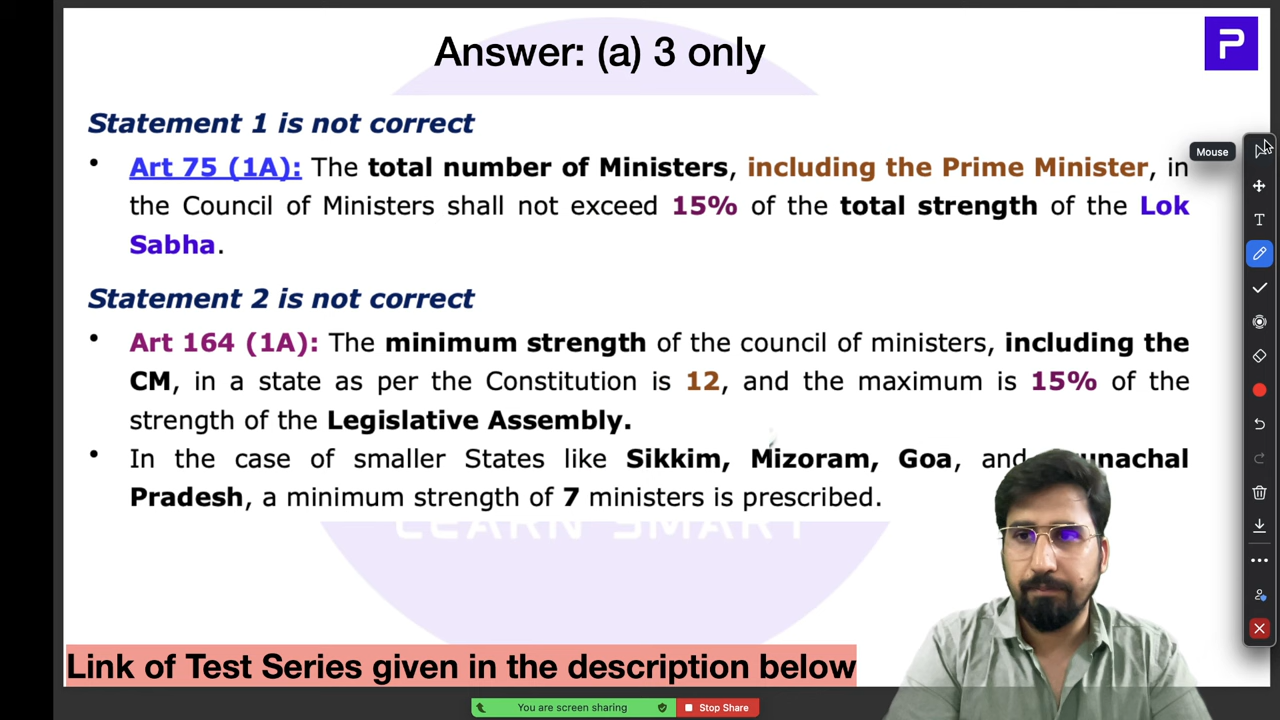 Answer: (a) 3 only
P
Statement 1 is not correct
Mouse
• Art 75 (1A): The total number of Ministers, including the Prime Minister, in
the Council of Ministers shall not exceed 15% of the total strength of the Lok
Sabha.
Statement 2 is not correct
• Art 164 (1A): The minimum strength of the council of ministers, including the
CM, in a state as per the Constitution is 12, and the maximum is 15% of the
strength of the Legislative Assembly.
• In the case of smaller States like Sikkim, Mizoram, Goa, and
Pradesh, a minimum strength of 7 ministers is prescribed.
LEARN SMART
Link of Test Series given in the description below
You are screen sharing
Stop Share